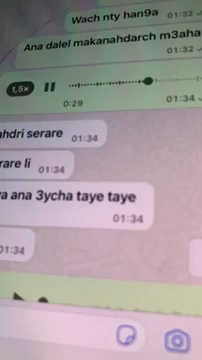 Wach nty han9a 01:32
Ana dalel makanahdarch m3aha
01:32
1,5x
0:29 01:34
ahdri serare 01:34
rare li 01:34
a ana 3ycha taye taye
01:34
01:34